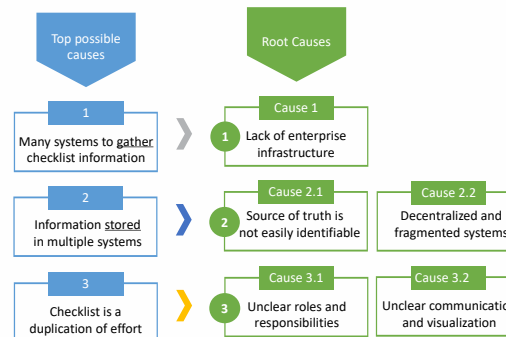 Top possible
causes
Root Causes
1
Many systems to gather
checklist information
Cause 1
1
Lack of enterprise
infrastructure
2
Information stored
in multiple systems
Cause 2.1
2
Source of truth is
not easily identifiable
Cause 2.2
Decentralized and
fragmented systems
3
Checklist is a
duplication of effort
Cause 3.1
3
Unclear roles and
responsibilities
Cause 3.2
Unclear communicatio
and visualization